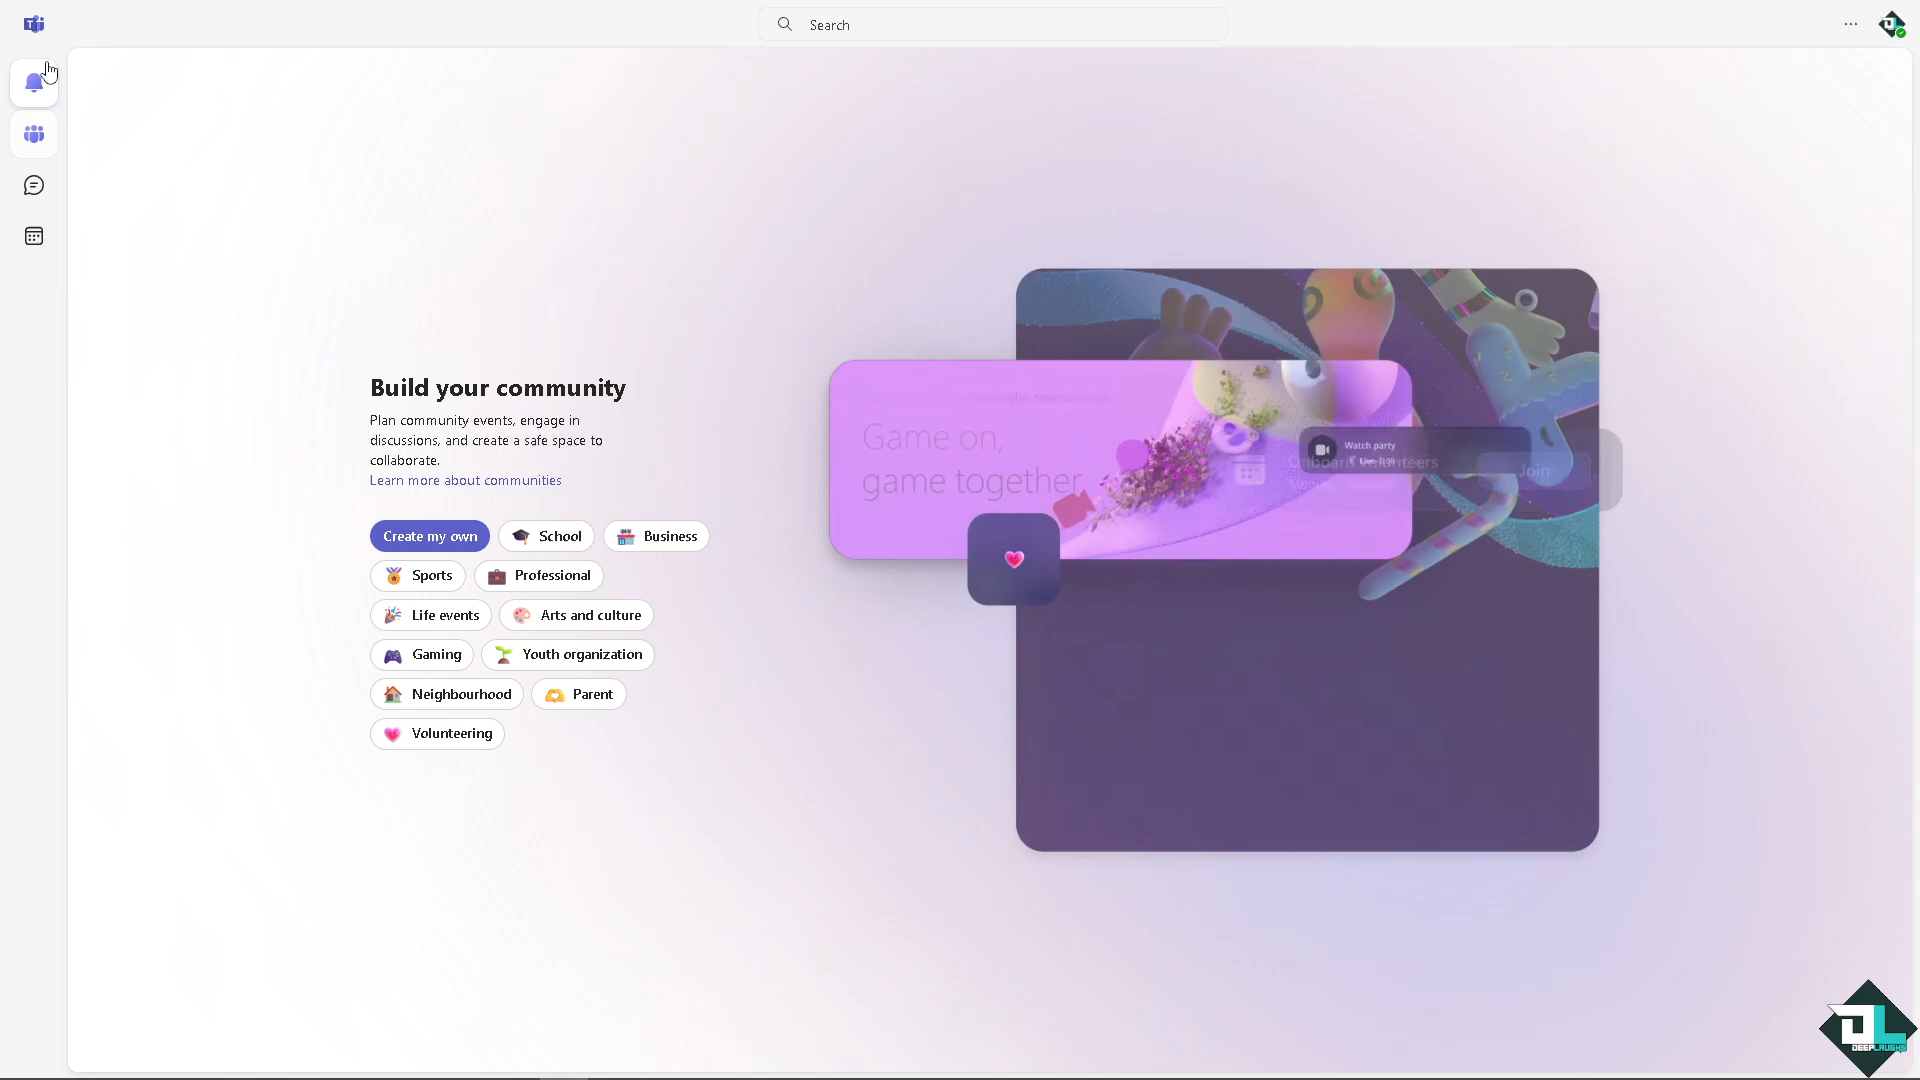 Search
Build your community
Plan community events, engage in
discussions, and create a safe space to
collaborate.
Learn more about communities
Create my own
School
Business
Sports
Professional
Life events
Arts and culture
Gaming
Youth organization
Neighbourhood
Parent
Volunteering
Game on,
game together
Watch party
Join
DEEPLAUGHS